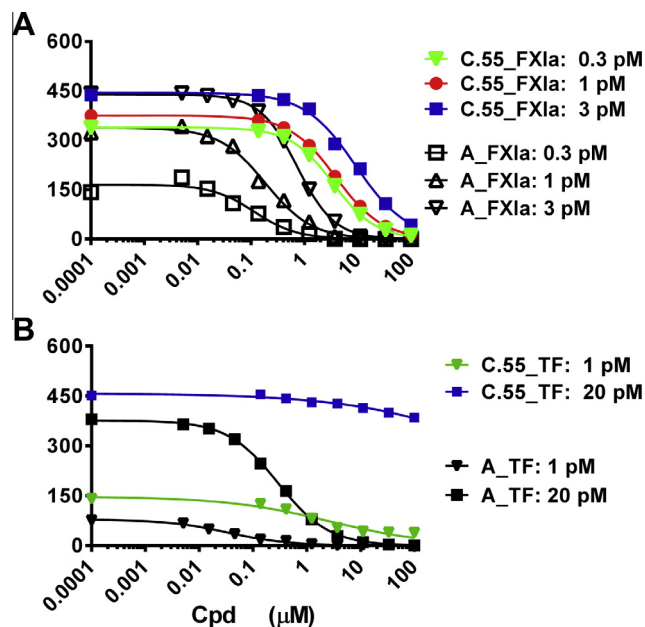 A
600
450
300
150
0
0.0001
0.001
0.01
0.1
1
10
100
C.55_FXIa: 0.3 pM
C.55_FXIa: 1 pM
C.55_FXIa: 3 pM
A_FXIa: 0.3 pM
A_FXIa: 1 pM
A_FXIa: 3 pM
B
600
450
300
150
0
0.0001
0.001
0.01
0.1
1
10
100
Cpd (µM)
C.55_TF: 1 pM
C.55_TF: 20 pM
A_TF: 1 pM
A_TF: 20 pM